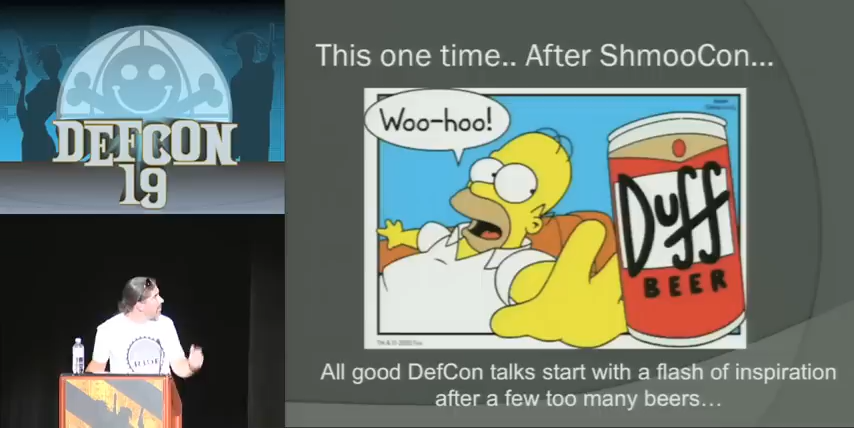 DEFCON
19
This one time.. After ShmooCon...
Woo-hoo!
Duff
BEER
All good DefCon talks start with a flash of inspiration
after a few too many beers...